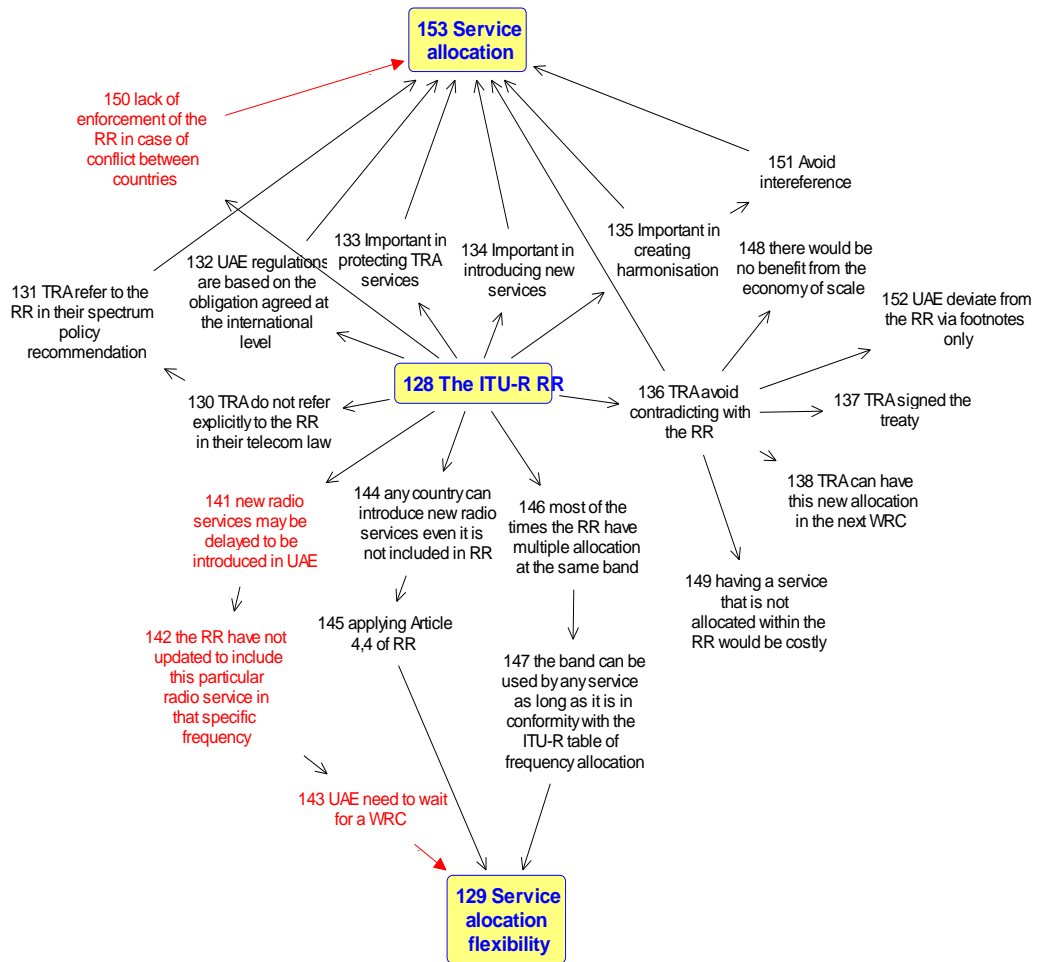 153 Service
allocation
150 lack of
enforcement of the
RR in case of
conflict between
countries
151 Avoid
intereference
135 Important in
creating
harmonisation
133 Important in
protecting TRA
services
134 Important in
introducing new
services
148 there would be
no benefit from the
economy of scale
132 UAE regulations
are based on the
obligation agreed at
the international
level
131 TRA refer to the
RR in their spectrum
policy
recommendation
152 UAE deviate from
the RR via footnotes
only
128 The ITU-R RR
136 TRA avoid
contradicting with
the RR
137 TRA signed the
treaty
130 TRA do not refer
explicitly to the RR
in their telecom law
138 TRA can have
this new allocation
in the next WRC
141 new radio
services may be
delayed to be
introduced in UAE
144 any country can
introduce new radio
services even it is
not included in RR
146 most of the
times the RR have
multiple allocation
at the same band
149 having a service
that is not
allocated within the
RR would be costly
145 applying Article
4,4 of RR
142 the RR have not
updated to include
this particular
radio service in
that specific
frequency
147 the band can be
used by any service
as long as it is in
conformity with the
ITU-R table of
frequency allocation
143 UAE need to wait
for a WRC
129 Service
alocation
flexibility